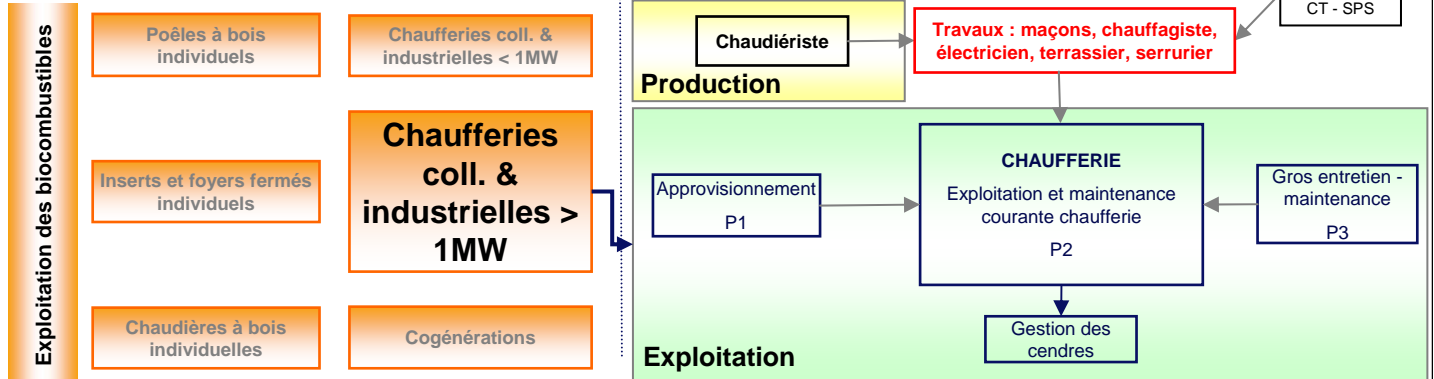 Exploitation des biocombustibles
Poêles à bois
individuels
Chaufferies coll. &
industrielles < 1MW
Inserts et foyers fermés
individuels
Chaufferies
coll. &
industrielles >
1MW
Chaudières à bois
individuelles
Cogénérations
Chaudiériste
Production
Travaux : maçons, chauffagiste,
électricien, terrassier, serrurier
CT - SPS
Approvisionnement
P1
CHAUFFERIE
Exploitation et maintenance
courante chaufferie
P2
Gros entretien -
maintenance
P3
Gestion des
cendres
Exploitation